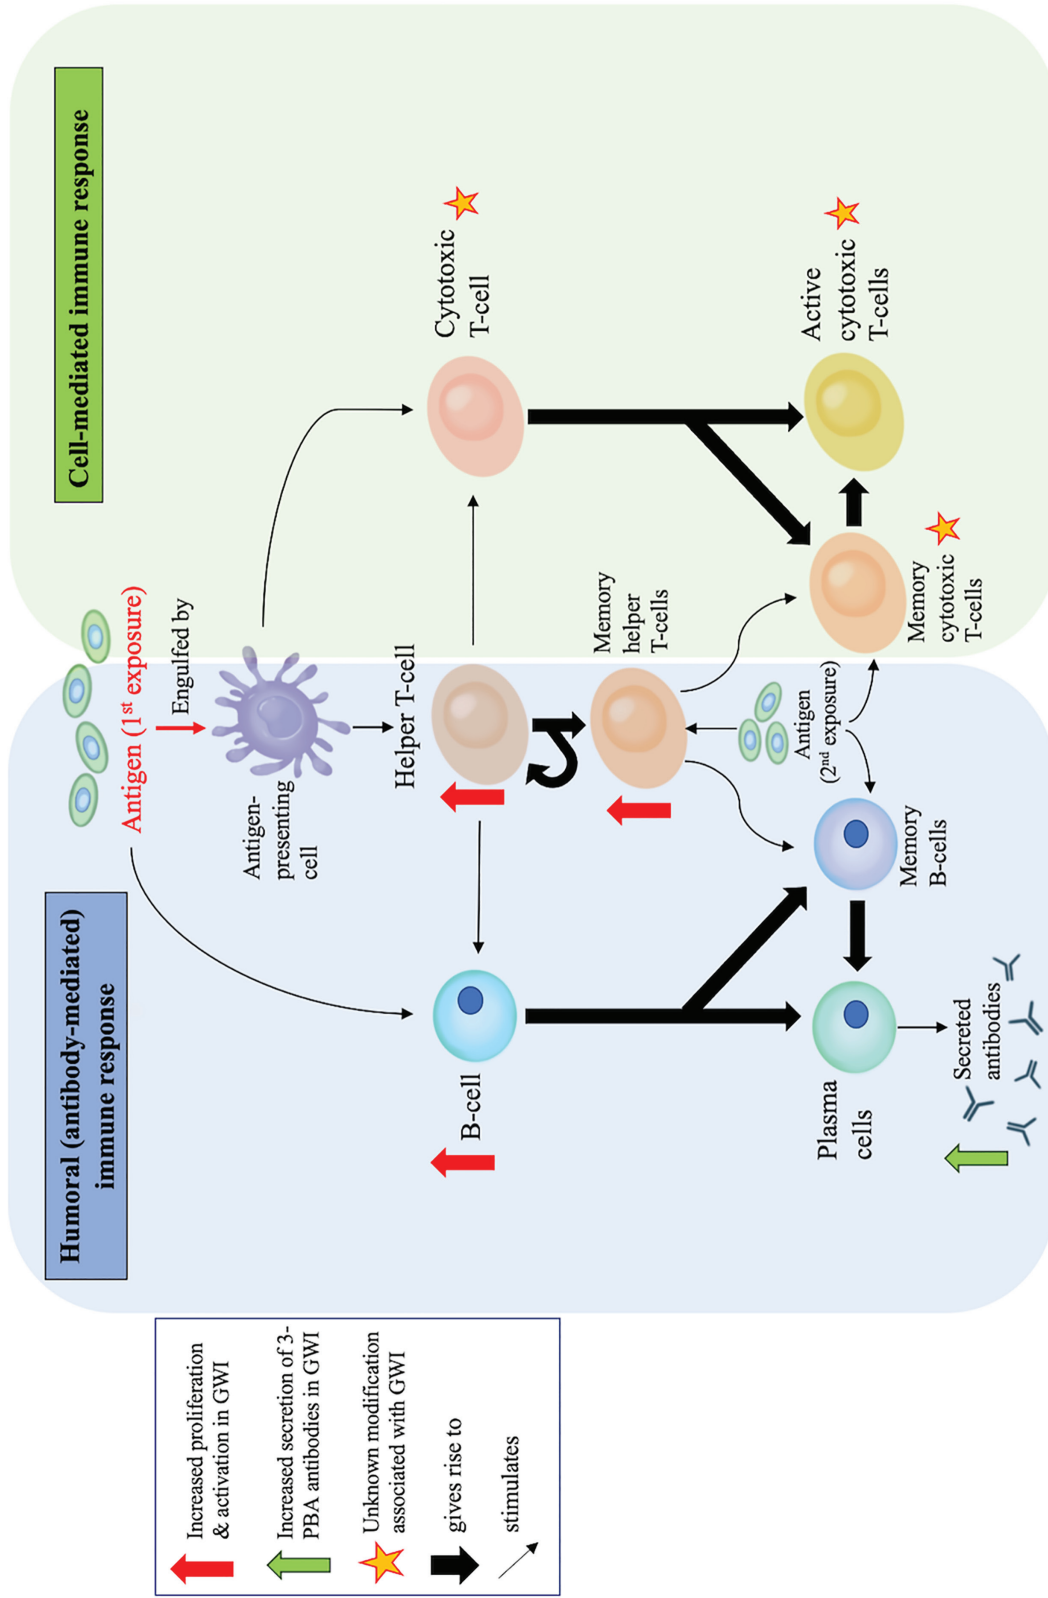 Humoral (antibody-mediated)
immune response
Cell-mediated immune response
Antigen (1st exposure)
Engulfed by
Antigen-
presenting
cell
Helper T-cell
B-cell
Cytotoxic
T-cell
Memory
helper
T-cells
Antigen
(2nd exposure)
Plasma
cells
Memory
B-cells
Memory
cytotoxic
T-cells
Active
cytotoxic
T-cells
Secreted
antibodies
Increased proliferation
& activation in GWI
Increased secretion of 3-
PBA antibodies in GWI
Unknown modification
associated with GWI
gives rise to
stimulates